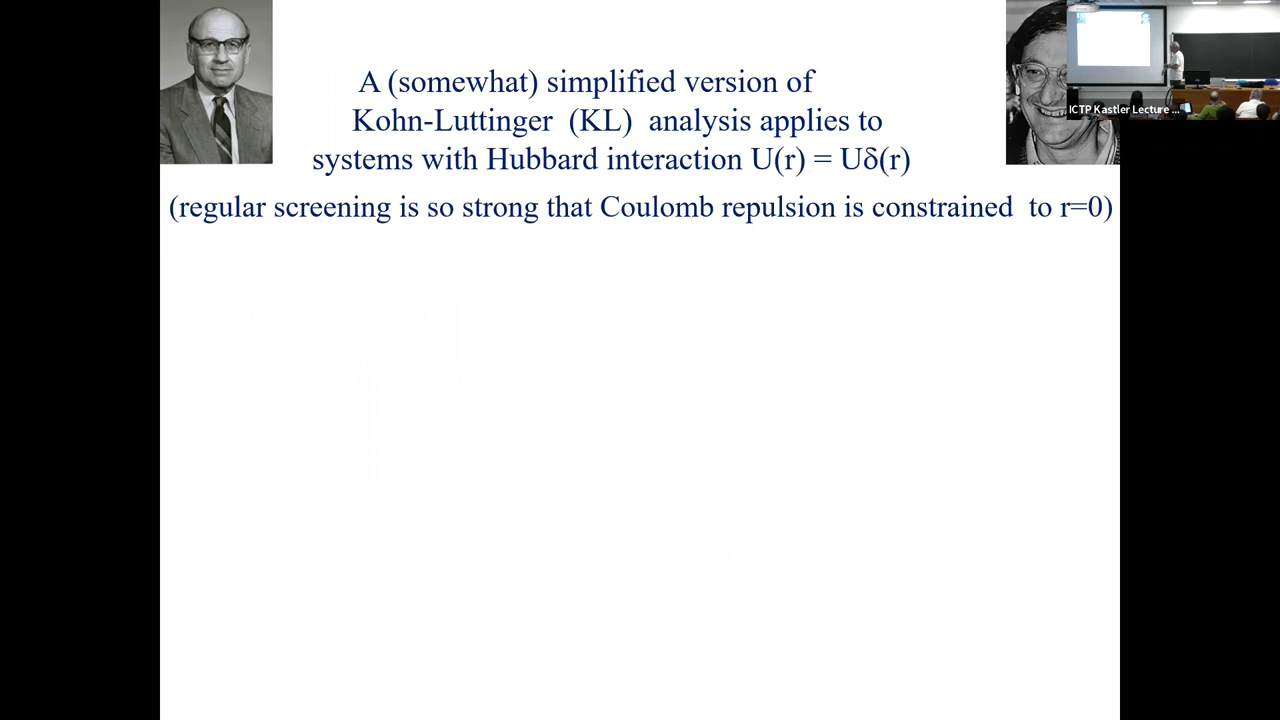 A (somewhat) simplified version of
Kohn-Luttinger (KL) analysis applies to
systems with Hubbard interaction U(r) = Uδ(r)
(regular screening is so strong that Coulomb repulsion is constrained to r=0)
ICTP Kastler Lecture ...